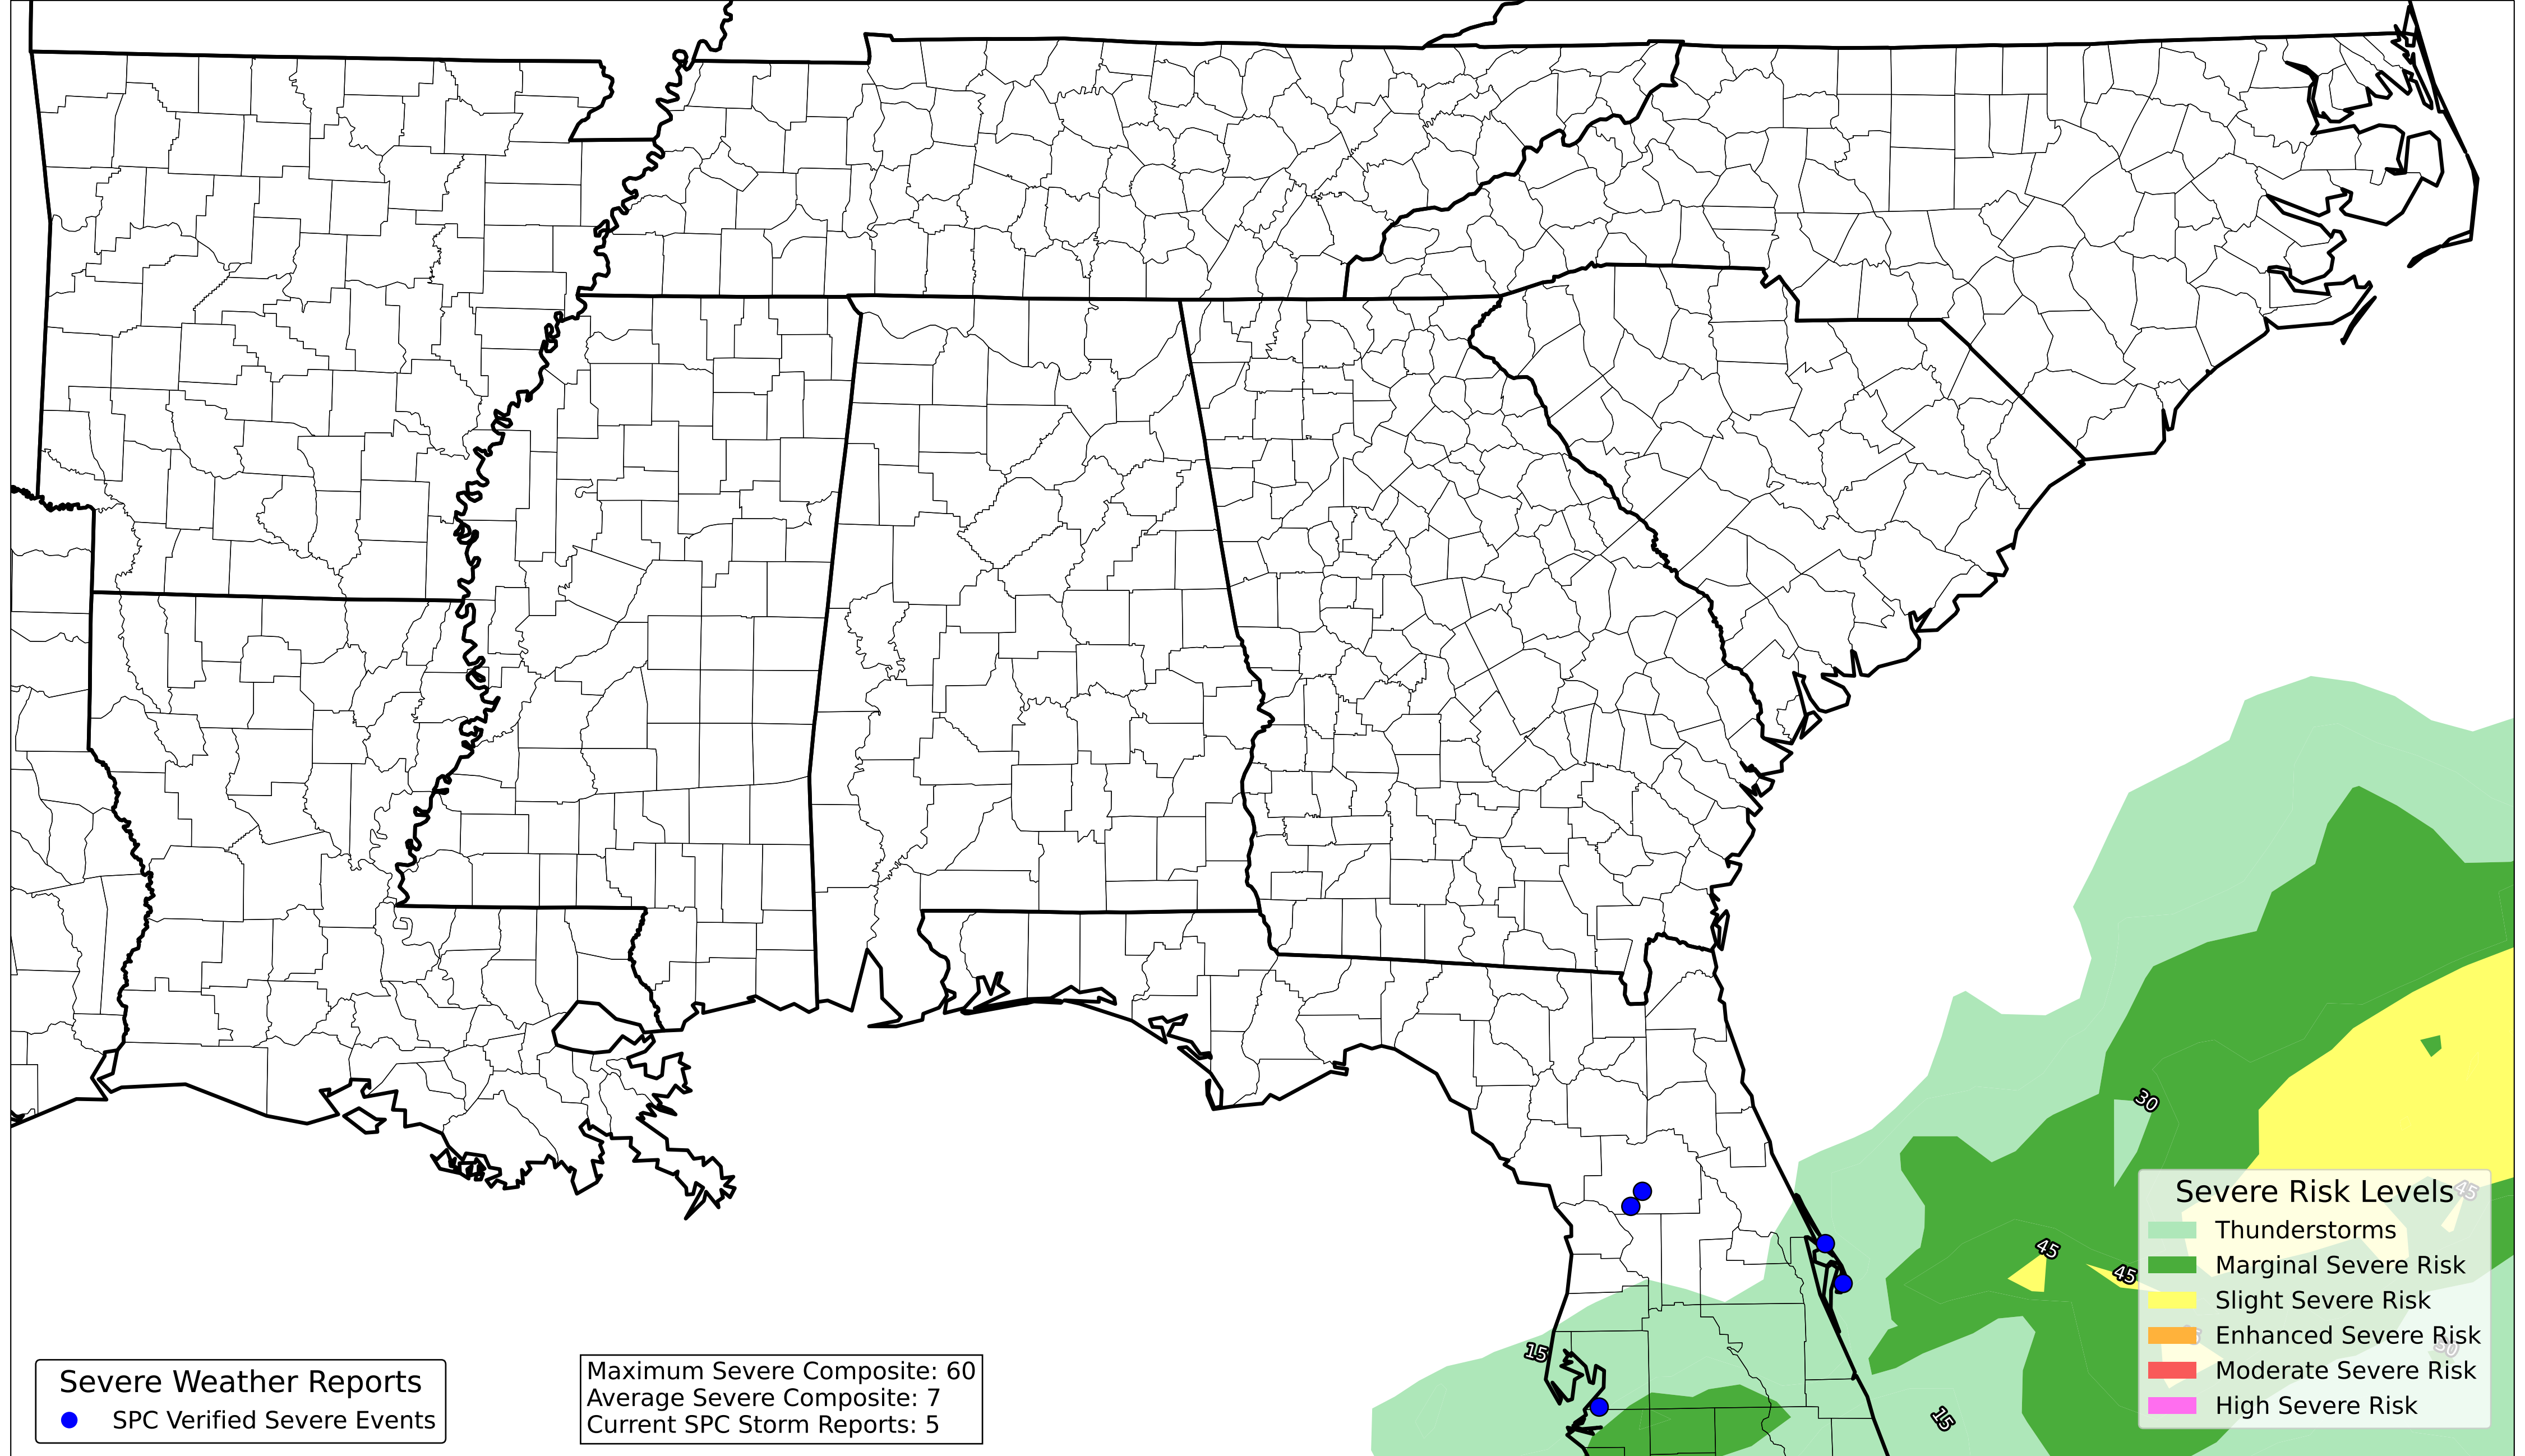 30
45
45
45
15
15
30
Severe Risk Levels
Thunderstorms
Marginal Severe Risk
Slight Severe Risk
Enhanced Severe Risk
Moderate Severe Risk
High Severe Risk
Severe Weather Reports
SPC Verified Severe Events
Maximum Severe Composite: 60
Average Severe Composite: 7
Current SPC Storm Reports: 5